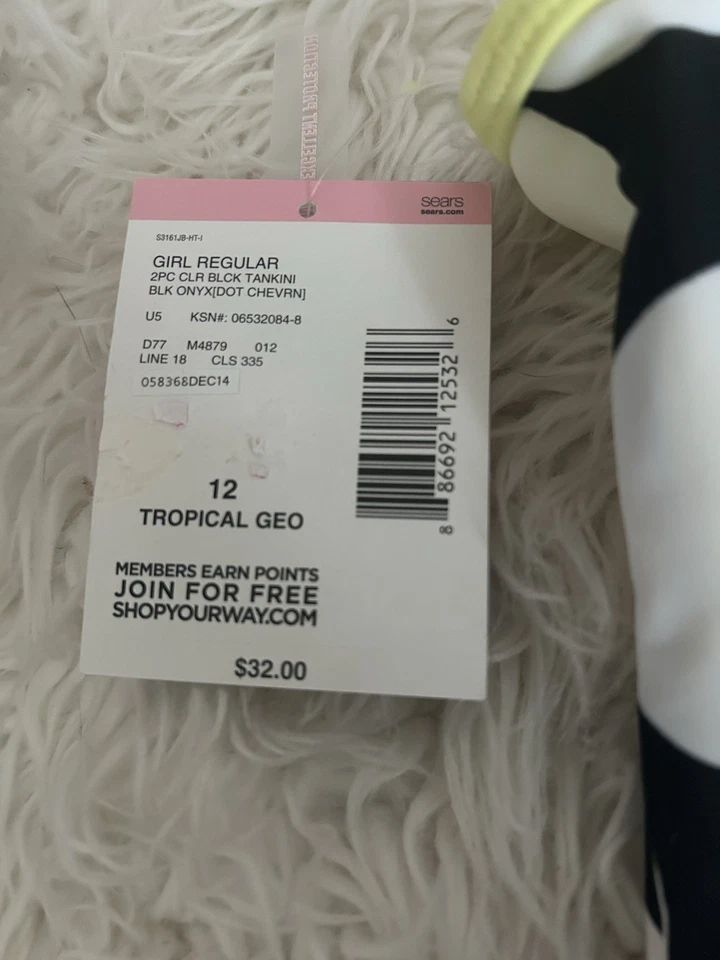 EXCELLENT PROTECTION
sears
sears.com
S3161JB-HT-I
GIRL REGULAR
2PC CLR BLCK TANKINI
BLK ONYX[DOT CHEVRN]
U5 KSN#: 06532084-8
D77 M4879 012
LINE 18 CLS 335
058368DEC14
8 86692 12532 6
12
TROPICAL GEO
MEMBERS EARN POINTS
JOIN FOR FREE
SHOPYOURWAY.COM
$32.00